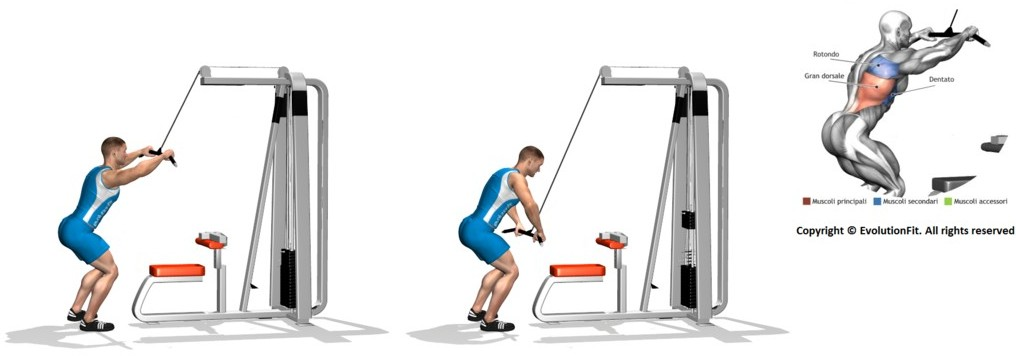 Rotondo
Gran dorsale
Dentato
Muscoli principali Muscoli secondari Muscoli accessori
Copyright © EvolutionFit. All rights reserved